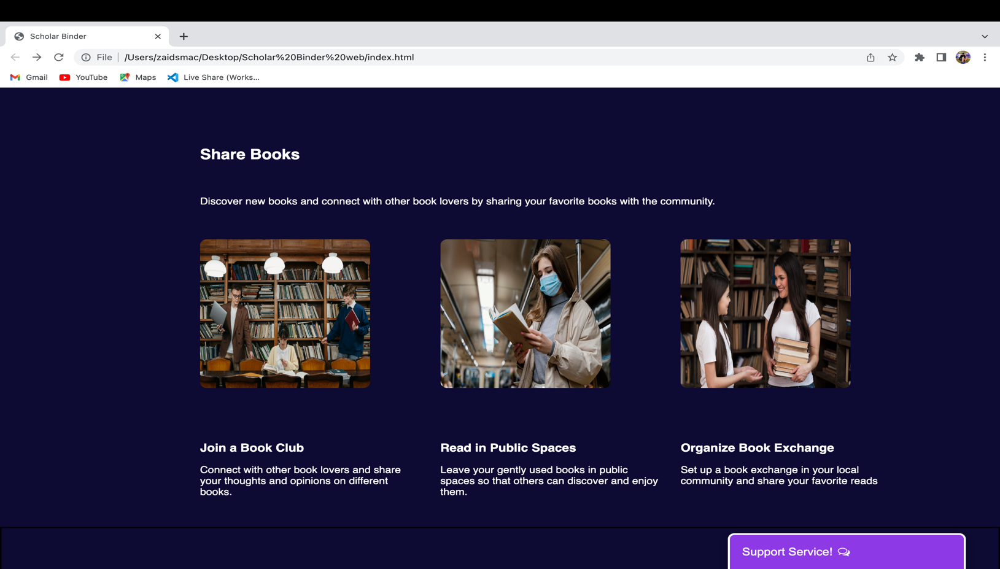 Scholar Binder
File
/Users/zaidsmac/Desktop/Scholar%20Binder%20web/index.html
Gmail
YouTube
Maps
Live Share (Works...
Share Books
Discover new books and connect with other book lovers by sharing your favorite books with the community.
Join a Book Club
Connect with other book lovers and share
your thoughts and opinions on different
books.
Read in Public Spaces
Leave your gently used books in public
spaces so that others can discover and enjoy
them.
Organize Book Exchange
Set up a book exchange in your local
community and share your favorite reads
Support Service!